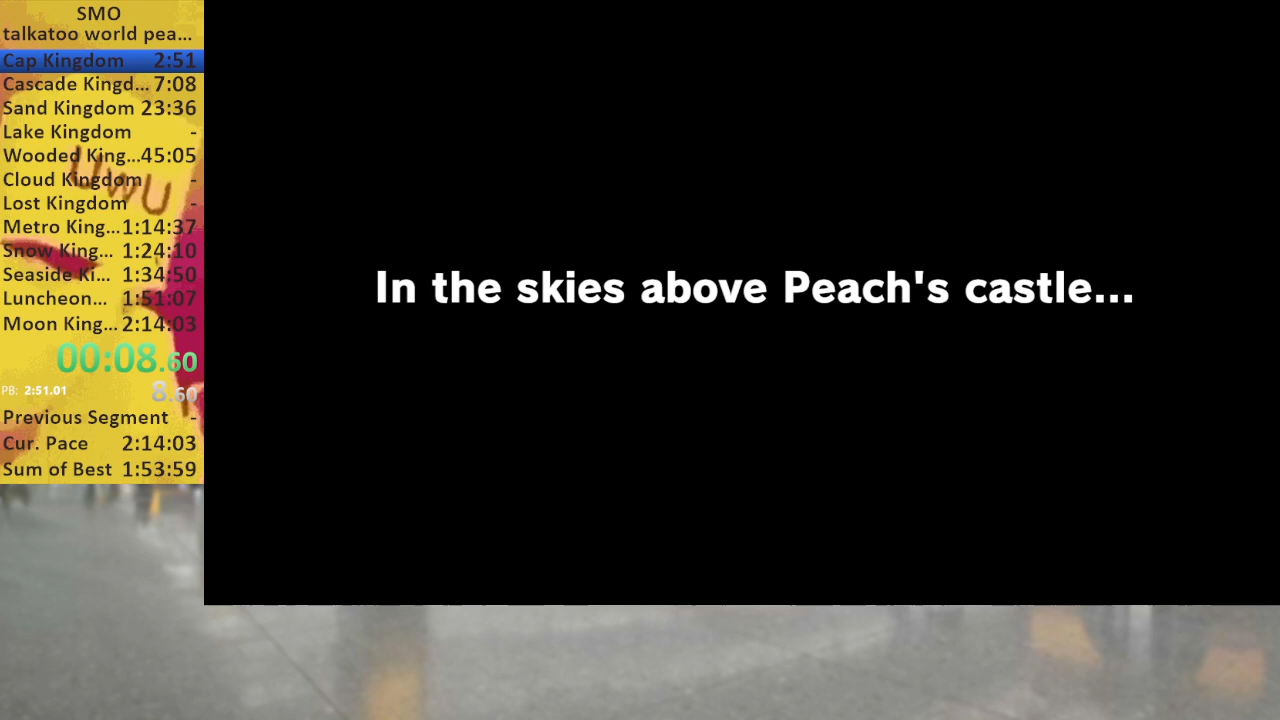 SMO
talkatoo world pea...
Cap Kingdom 2:51
Cascade Kingd... 7:08
Sand Kingdom 23:36
Lake Kingdom -
Wooded King... 45:05
Cloud Kingdom -
Lost Kingdom -
Metro King... 1:14:37
Snow King... 1:24:10
Seaside Ki... 1:34:50
Luncheon... 1:51:07
Moon King... 2:14:03
00:08.60
PB: 2:51.01 8.60
Previous Segment -
Cur. Pace 2:14:03
Sum of Best 1:53:59
UWU
In the skies above Peach's castle...